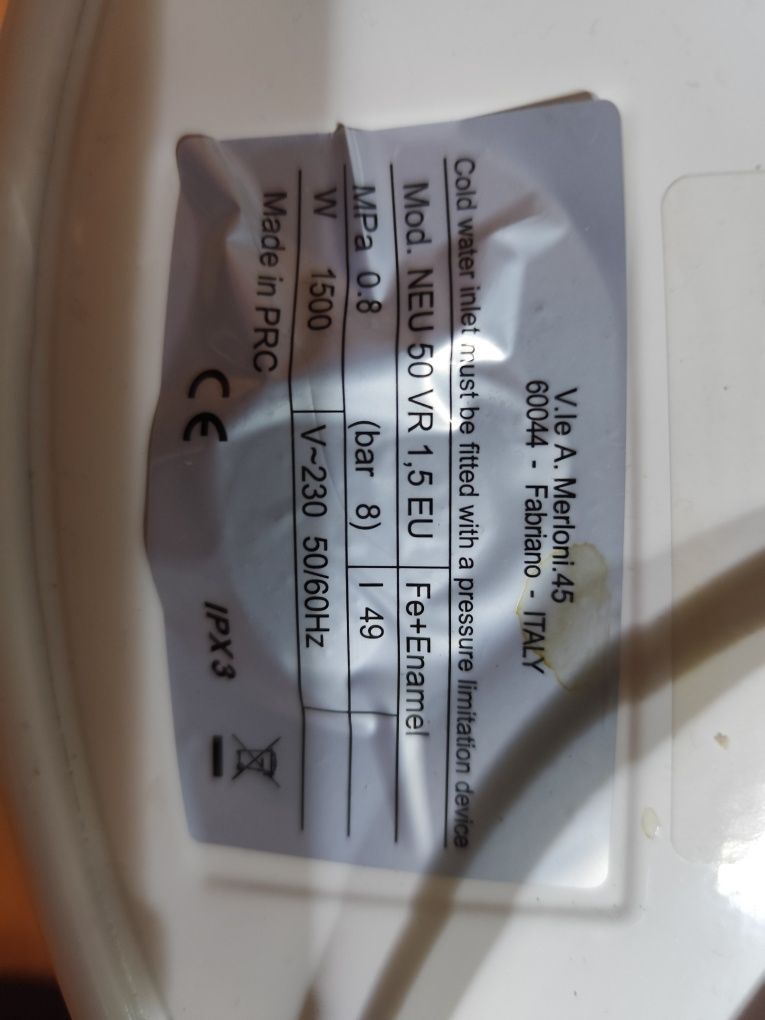 V.le A. Merloni.45
60044 - Fabriano - ITALY
Cold water inlet must be fitted with a pressure limitation device
Mod. NEU 50 VR 1,5 EU Fe+Enamel
MPa 0.8 (bar 8) l 49
W 1500 V~230 50/60Hz
Made in PRC
CE IPX3